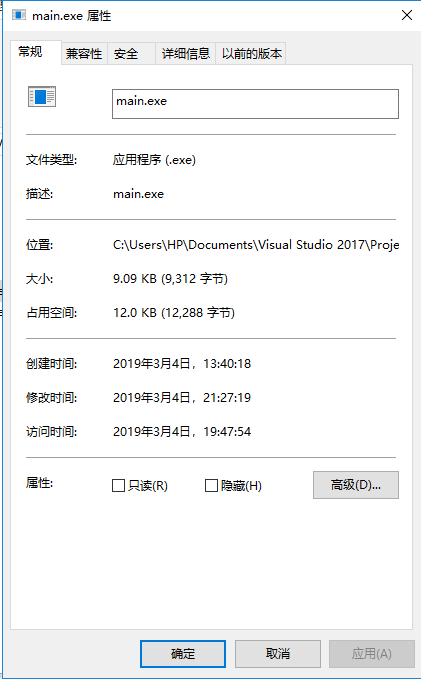 main.exe 属性
常规 兼容性 安全 详细信息 以前的版本
main.exe
文件类型: 应用程序 (.exe)
描述: main.exe
位置: C:\Users\HP\Documents\Visual Studio 2017\Proje
大小: 9.09 KB (9,312 字节)
占用空间: 12.0 KB (12,288 字节)
创建时间: 2019年3月4日，13:40:18
修改时间: 2019年3月4日，21:27:19
访问时间: 2019年3月4日，19:47:54
属性: 只读(R) 隐藏(H) 高级(D)...
确定 取消 应用(A)